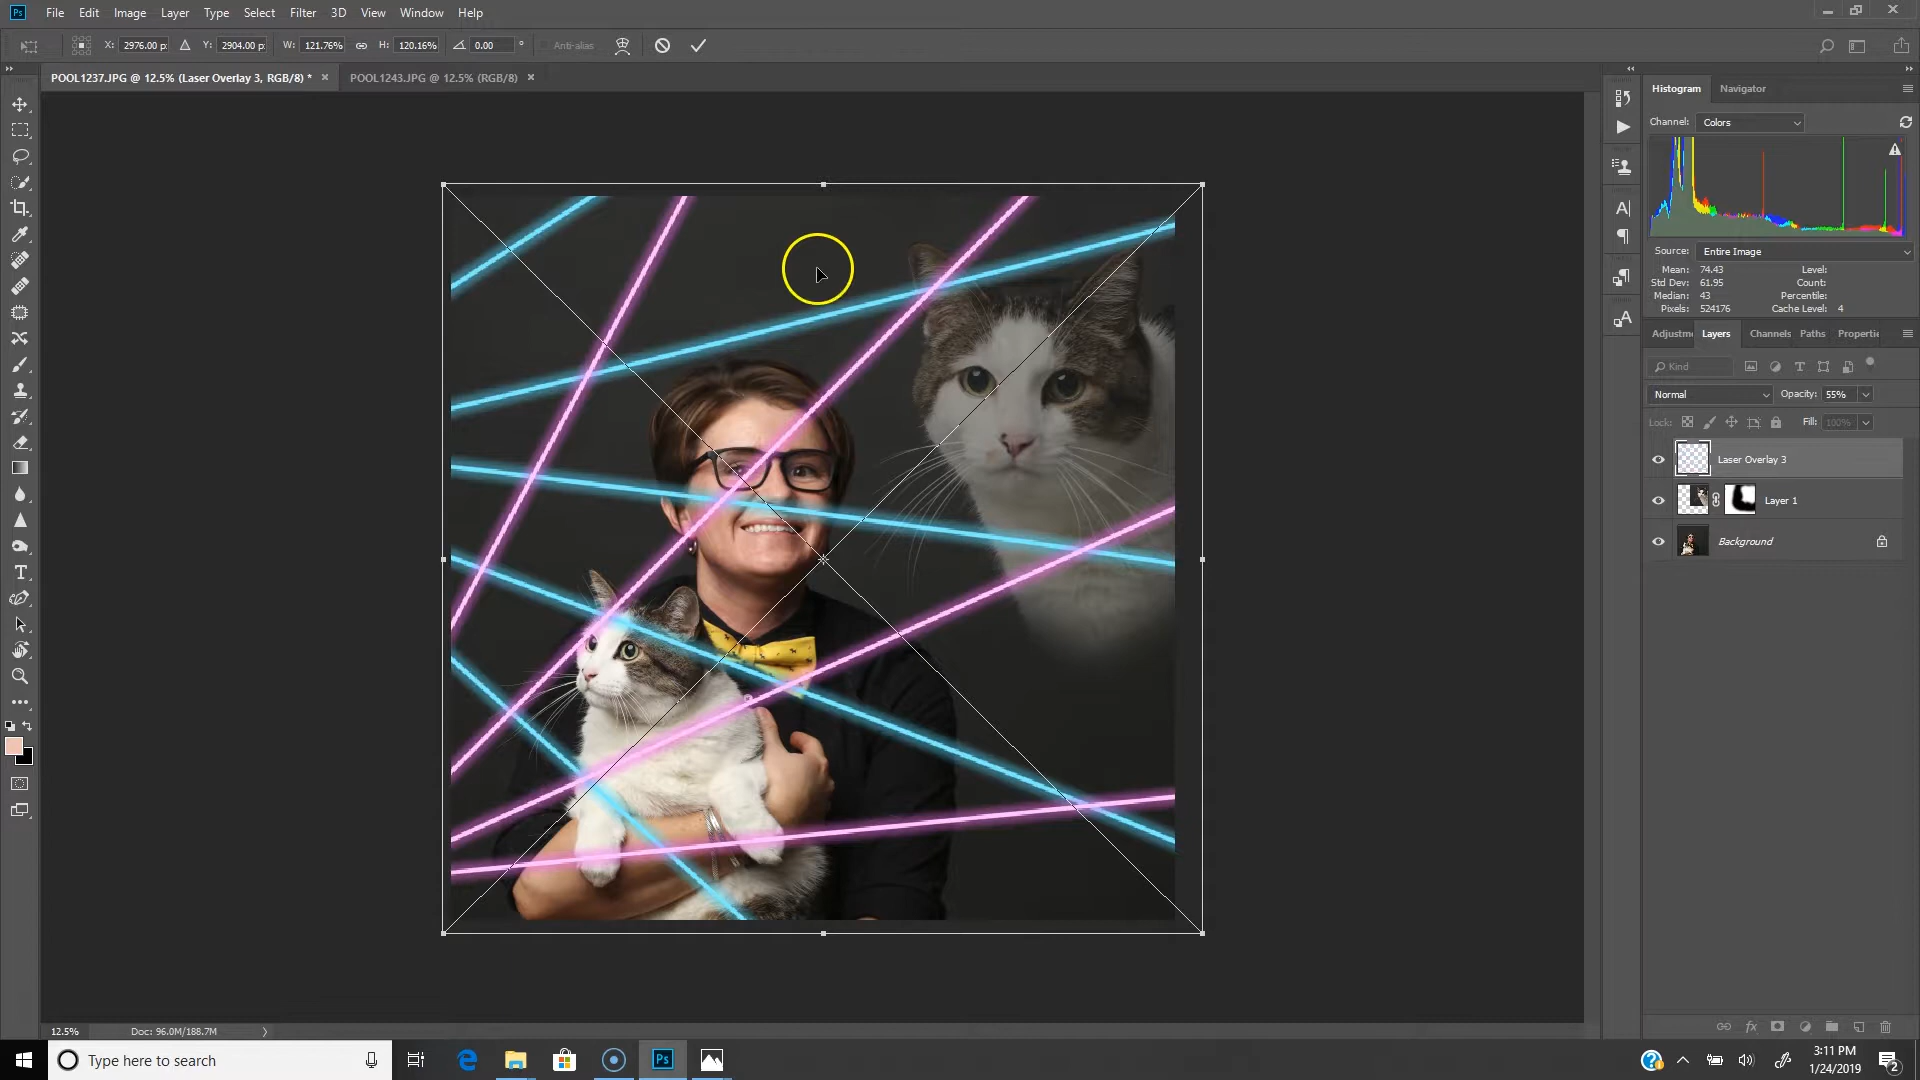 Ps File Edit Image Layer Type Select Filter 3D View Window Help
X: 2976.00 p: Y: 2904.00 p: W: 121.76% H: 120.16% 0.00 ° Anti-alias
POOL1237.JPG @ 12.5% (Laser Overlay 3, RGB/8) * × POOL1243.JPG @ 12.5% (RGB/8) ×
Histogram Navigator
Channel: Colors
Source: Entire Image
Mean: 74.43 Level:
Std Dev: 61.95 Count:
Median: 43 Percentile:
Pixels: 524176 Cache Level: 4
Adjustm Layers Channels Paths Properti
Kind
Normal Opacity: 55%
Lock: Fill: 100%
Laser Overlay 3
Layer 1
Background
12.5% Doc: 96.0M/188.7M
Type here to search
Ps
3:11 PM
1/24/2019
2